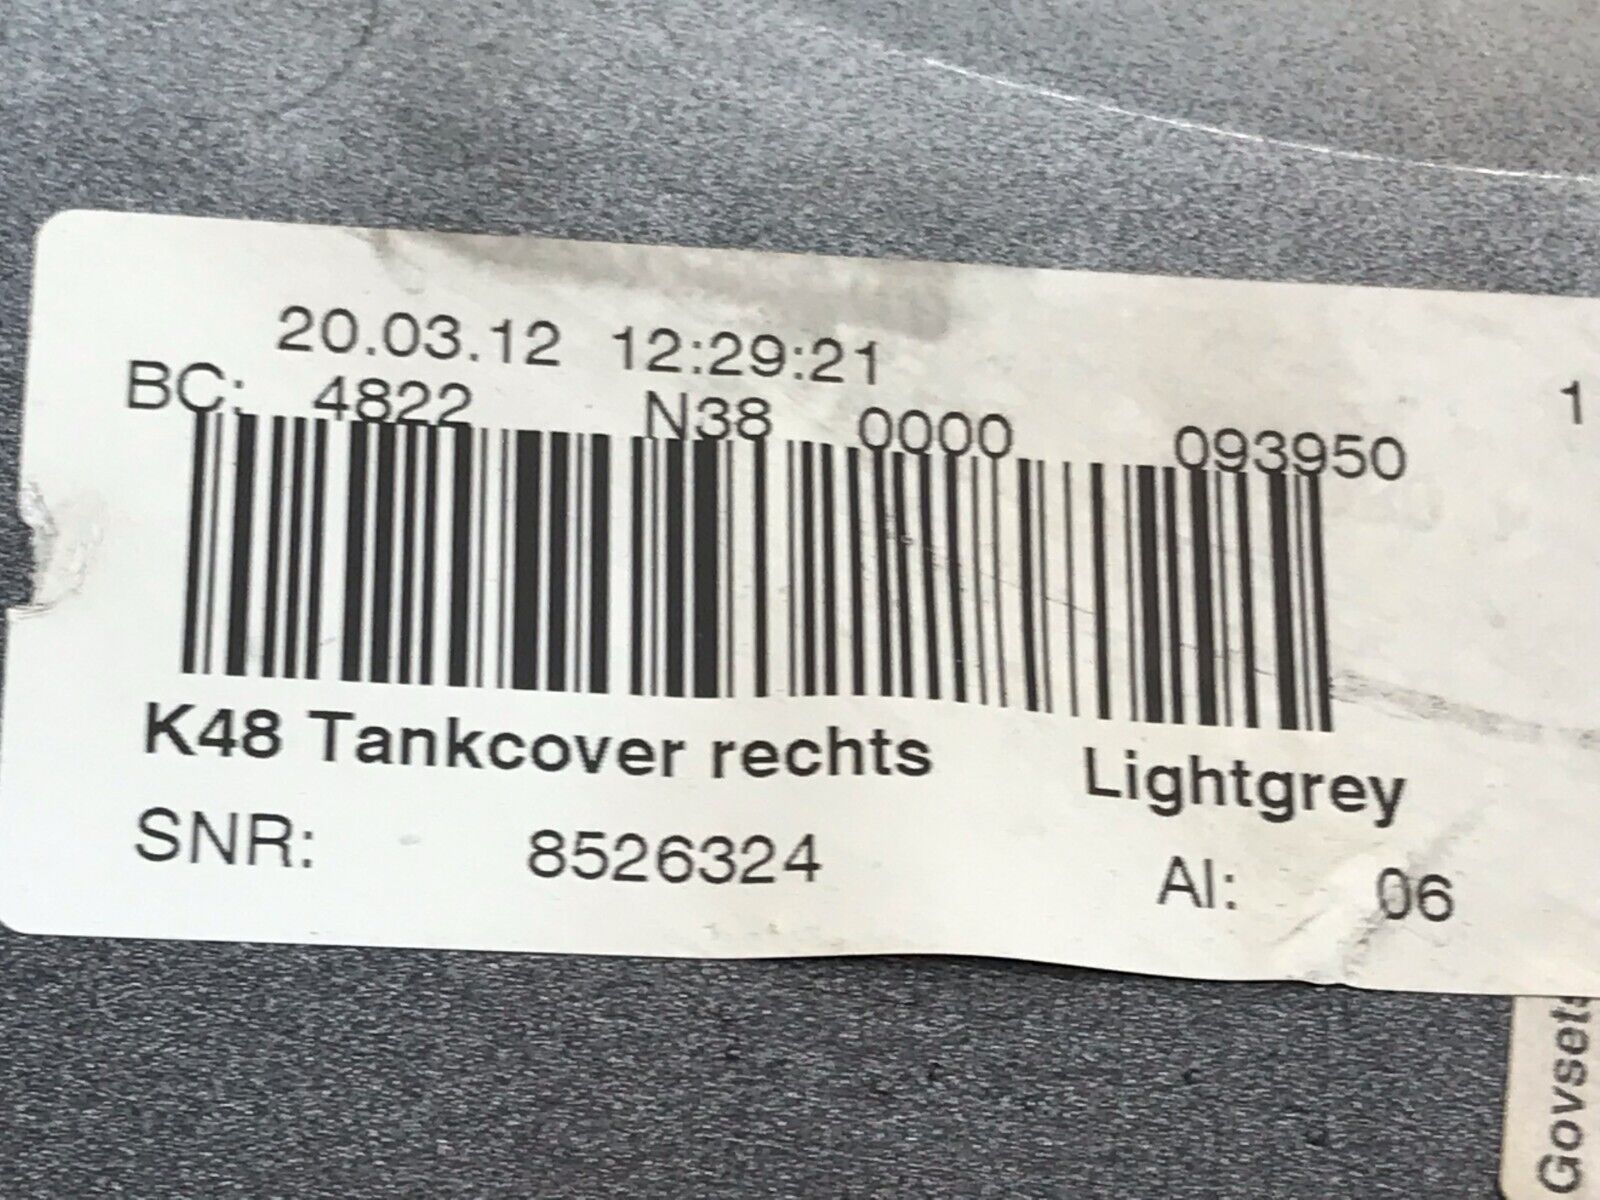 20.03.12 12:29:21
BC: 4822 N38 0000 093950 1
K48 Tankcover rechts Lightgrey
SNR: 8526324 AI: 06
Govsets